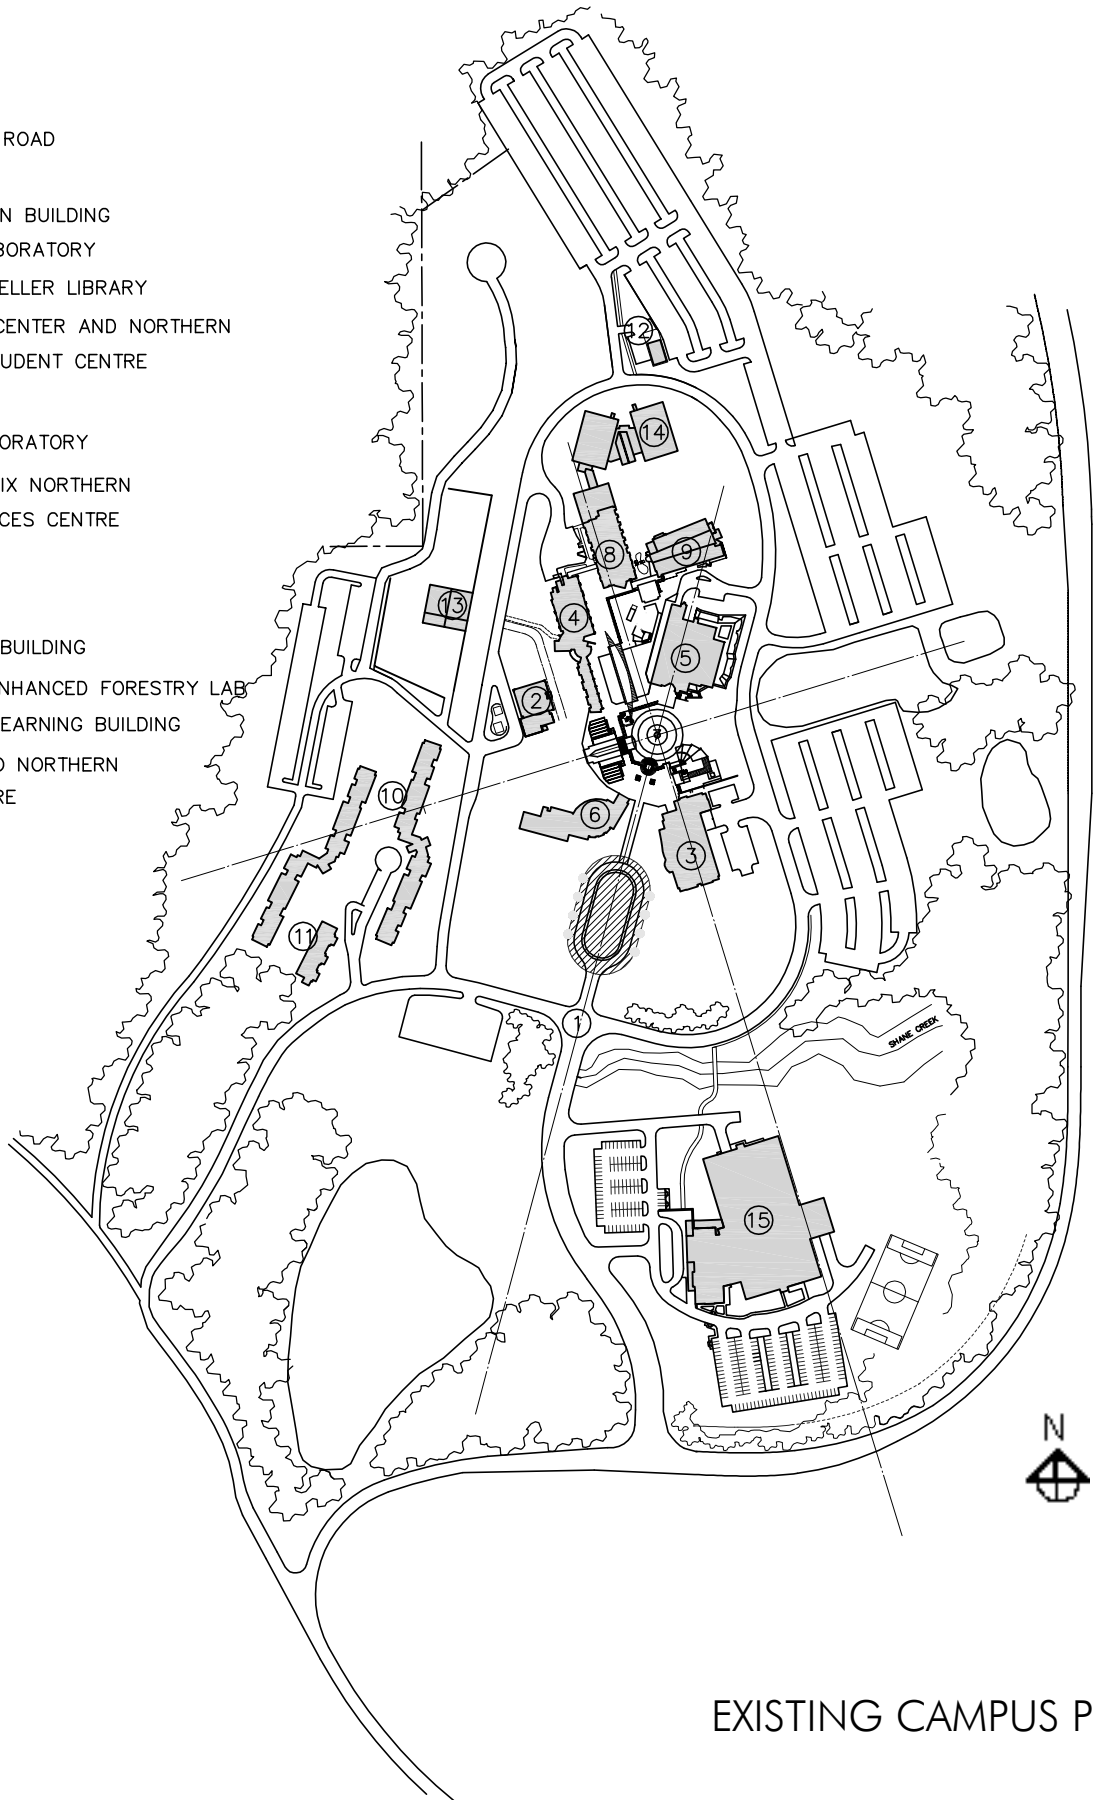 ROAD
N BUILDING
BORATORY
ELLER LIBRARY
CENTER AND NORTHERN
UDENT CENTRE
ORATORY
IX NORTHERN
CES CENTRE
BUILDING
NHANCED FORESTRY LAB
EARNING BUILDING
D NORTHERN
RE
12
14
8
9
13
4
5
2
7
10
6
3
11
1
SHANE CREEK
15
N
EXISTING CAMPUS P